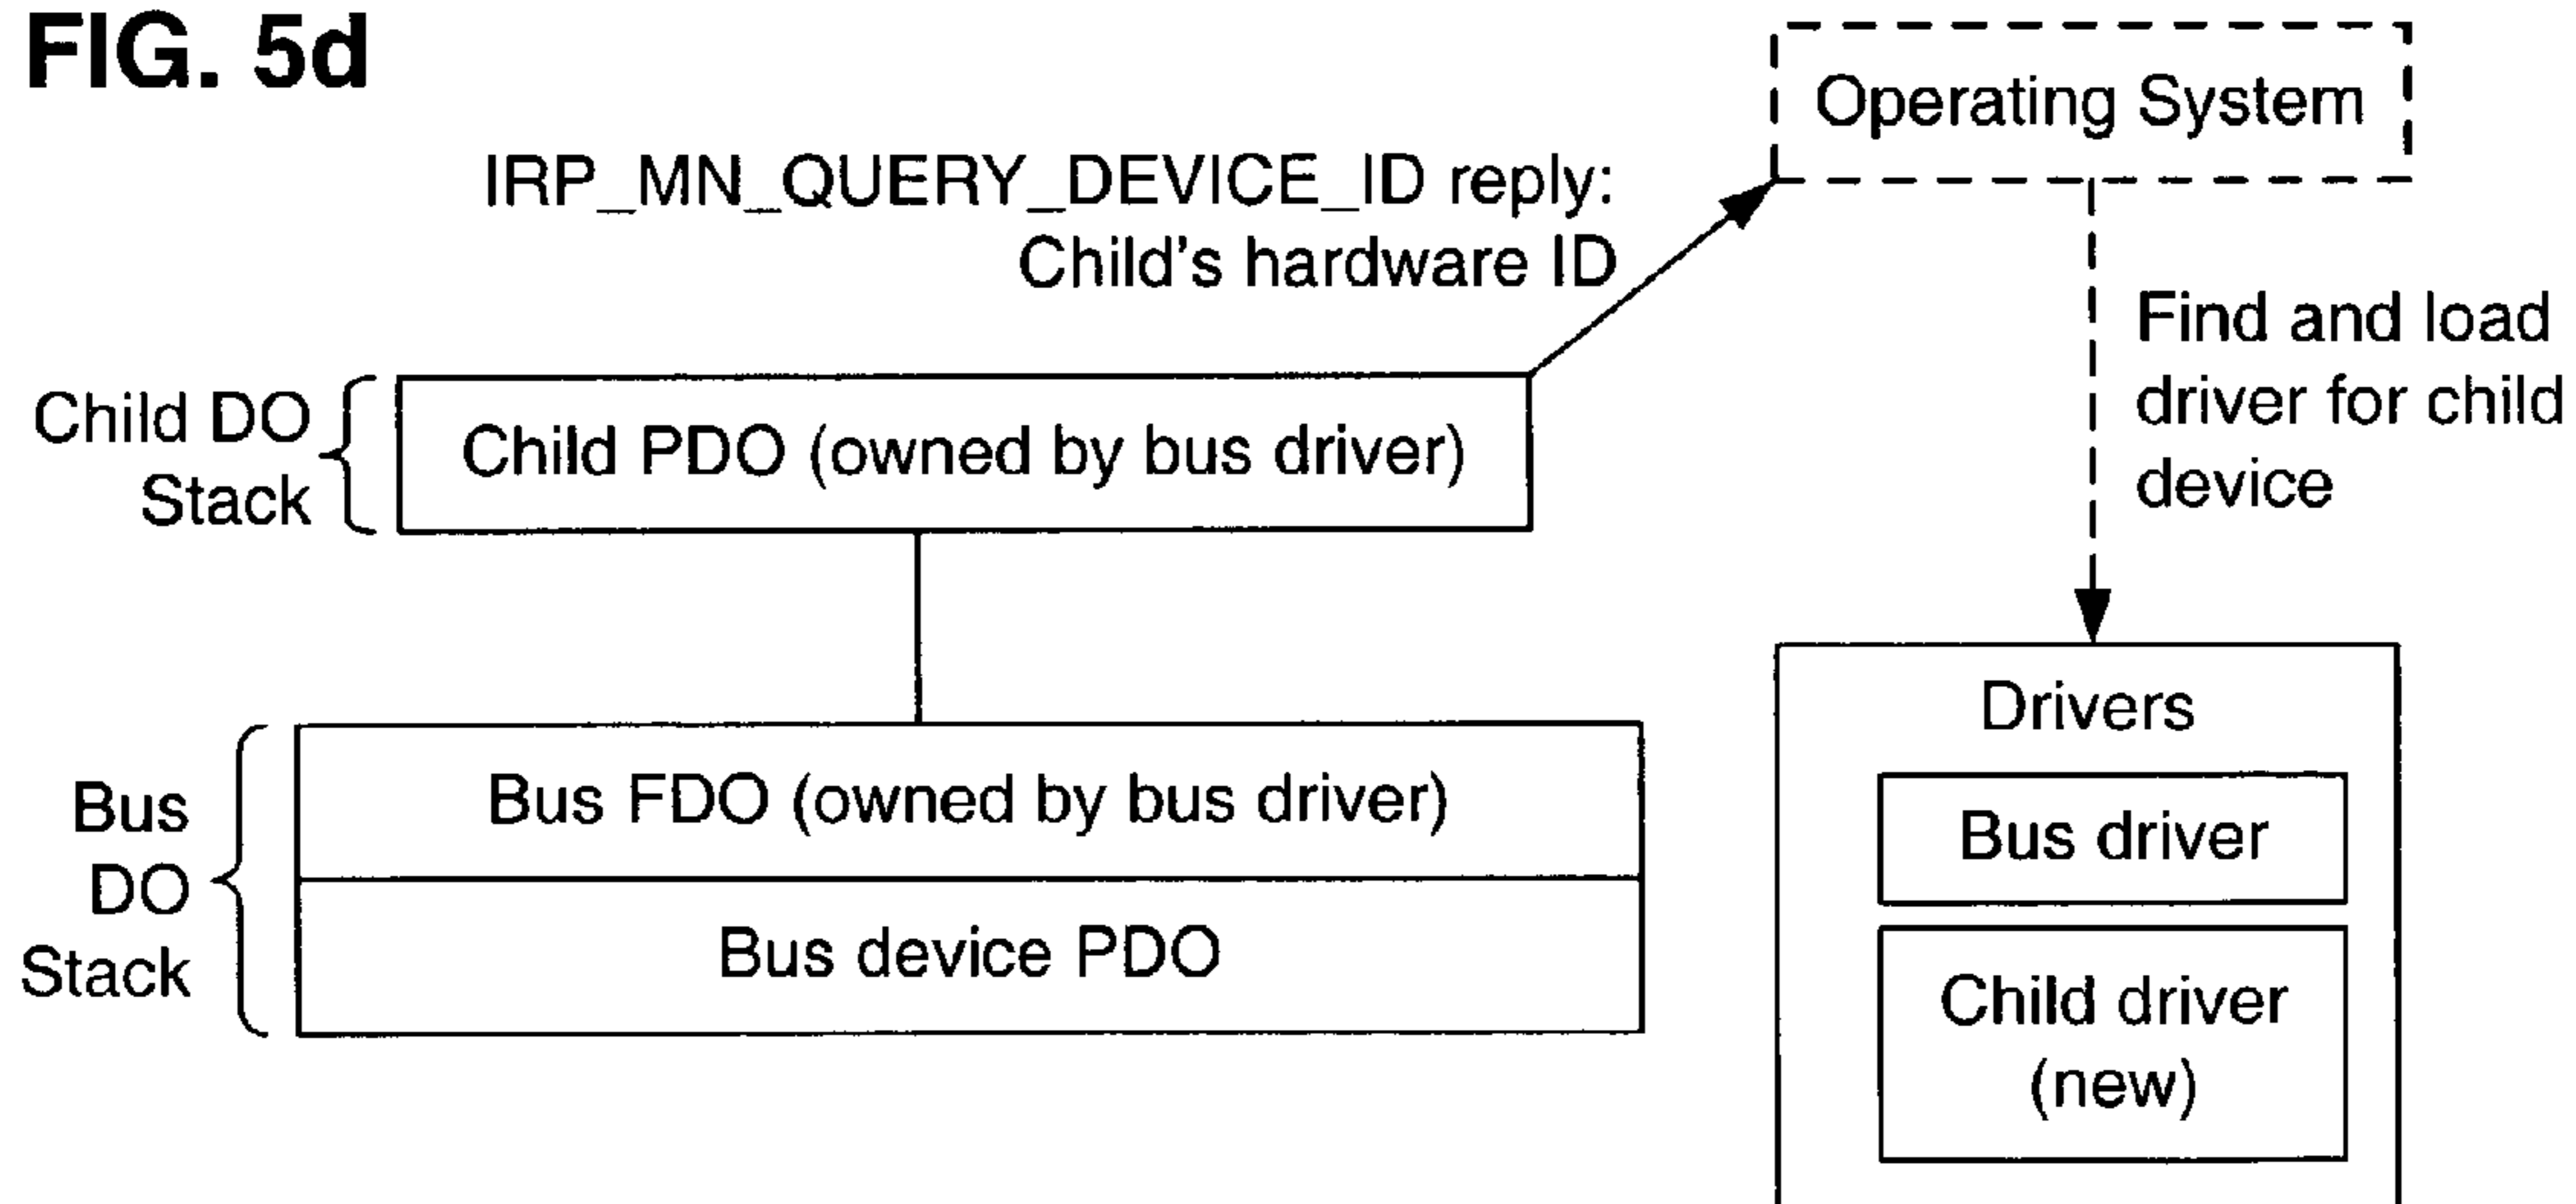 FIG. 5d
Operating System
IRP_MN_QUERY_DEVICE_ID reply:
Child's hardware ID
Find and load
driver for child
device
Child DO
Stack
Child PDO (owned by bus driver)
Bus
DO
Stack
Bus FDO (owned by bus driver)
Bus device PDO
Drivers
Bus driver
Child driver
(new)